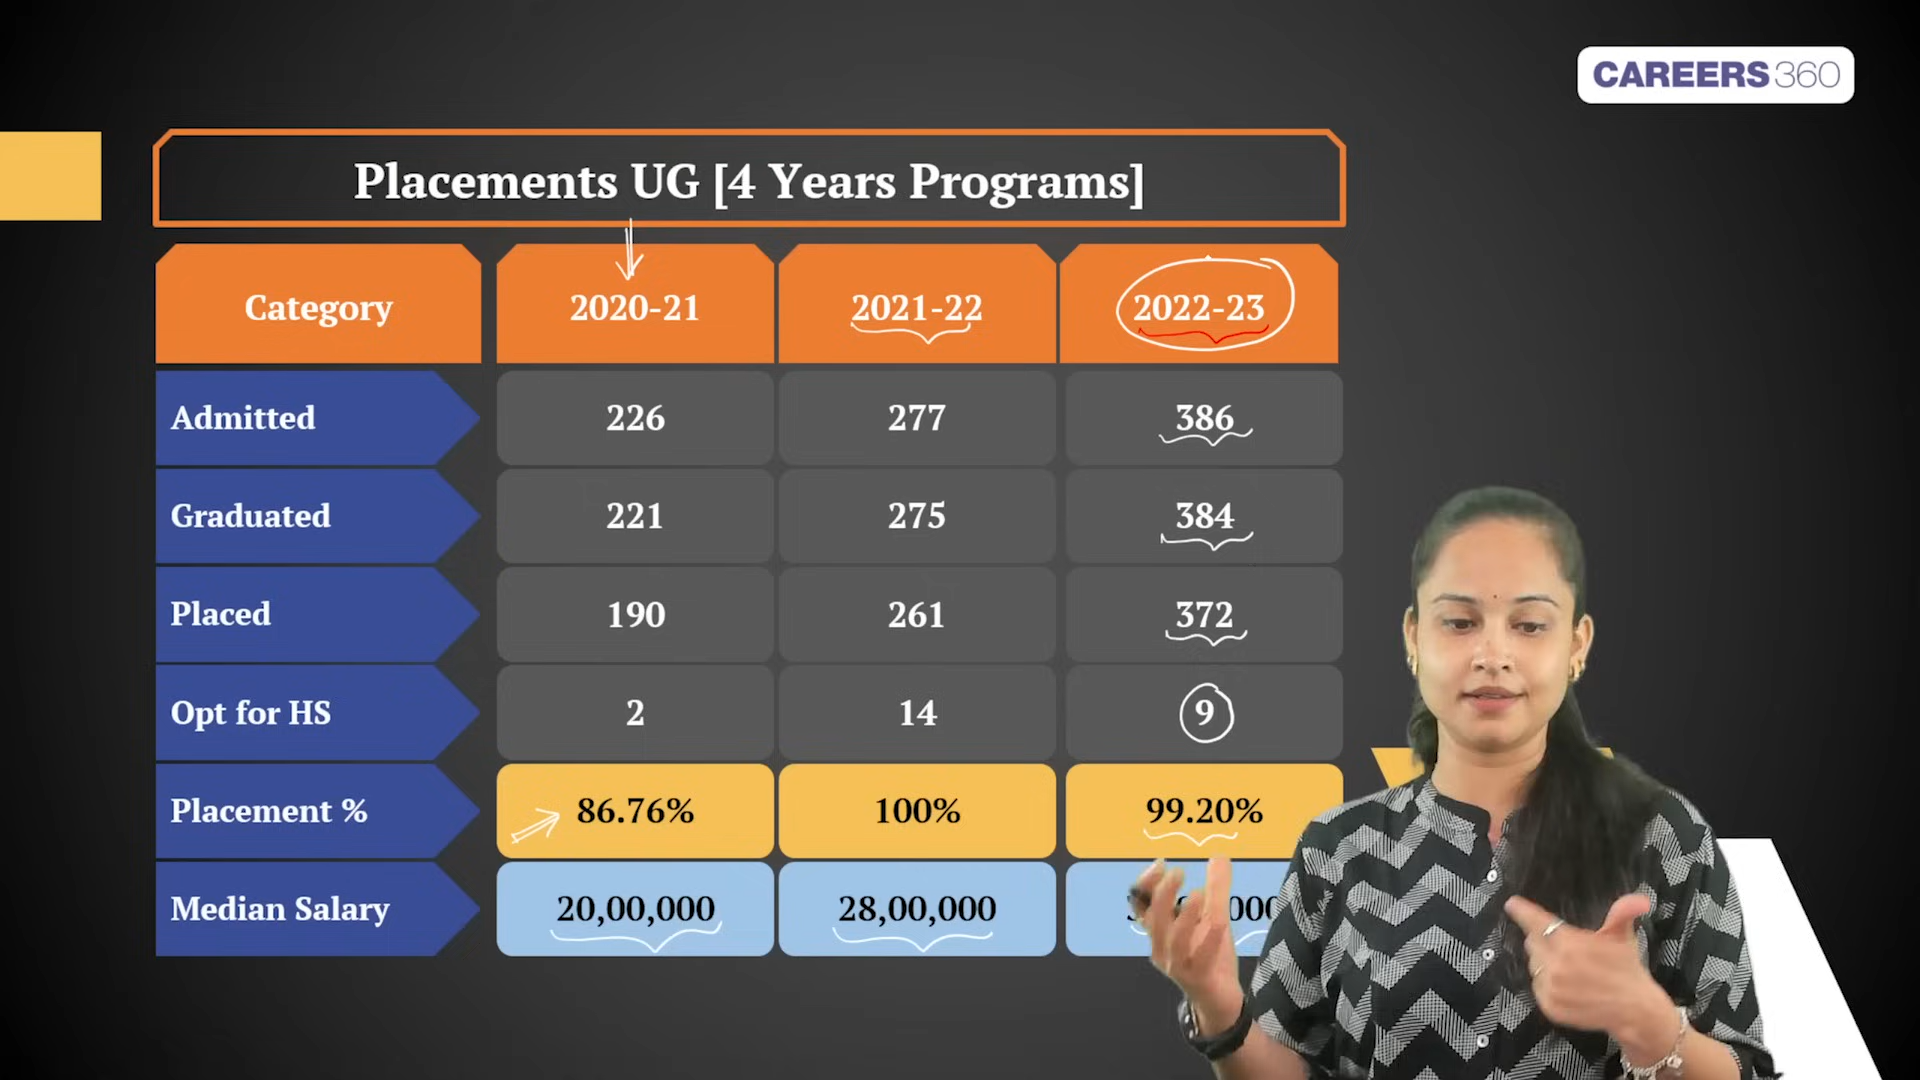 CAREERS360
Placements UG [4 Years Programs]
Category 2020-21 2021-22 2022-23
Admitted 226 277 386
Graduated 221 275 384
Placed 190 261 372
Opt for HS 2 14 9
Placement % 86.76% 100% 99.20%
Median Salary 20,00,000 28,00,000